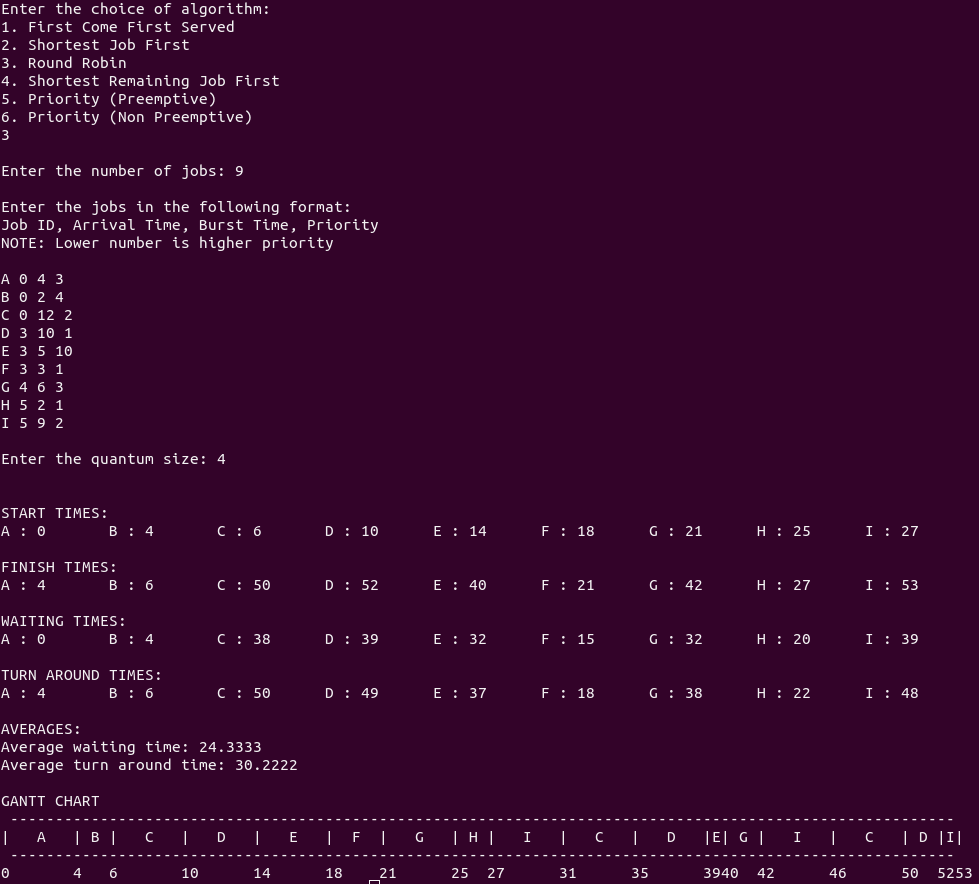 Enter the choice of algorithm:
1. First Come First Served
2. Shortest Job First
3. Round Robin
4. Shortest Remaining Job First
5. Priority (Preemptive)
6. Priority (Non Preemptive)
3
Enter the number of jobs: 9
Enter the jobs in the following format:
Job ID, Arrival Time, Burst Time, Priority
NOTE: Lower number is higher priority
A 0 4 3
B 0 2 4
C 0 12 2
D 3 10 1
E 3 5 10
F 3 3 1
G 4 6 3
H 5 2 1
I 5 9 2
Enter the quantum size: 4
START TIMES:
A : 0       B : 4       C : 6       D : 10      E : 14      F : 18      G : 21      H : 25      I : 27
FINISH TIMES:
A : 4       B : 6       C : 50      D : 52      E : 40      F : 21      G : 42      H : 27      I : 53
WAITING TIMES:
A : 0       B : 4       C : 38      D : 39      E : 32      F : 15      G : 32      H : 20      I : 39
TURN AROUND TIMES:
A : 4       B : 6       C : 50      D : 49      E : 37      F : 18      G : 38      H : 22      I : 48
AVERAGES:
Average waiting time: 24.3333
Average turn around time: 30.2222
GANTT CHART
 ---------------------------------------------------------------------------------------------------------
|   A   | B |   C   |   D   |   E   |  F  |   G   | H |   I   |   C   |   D   |E| G |   I   |   C   | D |I|
 ---------------------------------------------------------------------------------------------------------
0       4   6       10      14      18    21      25  27      31      35      3940  42      46      50  5253